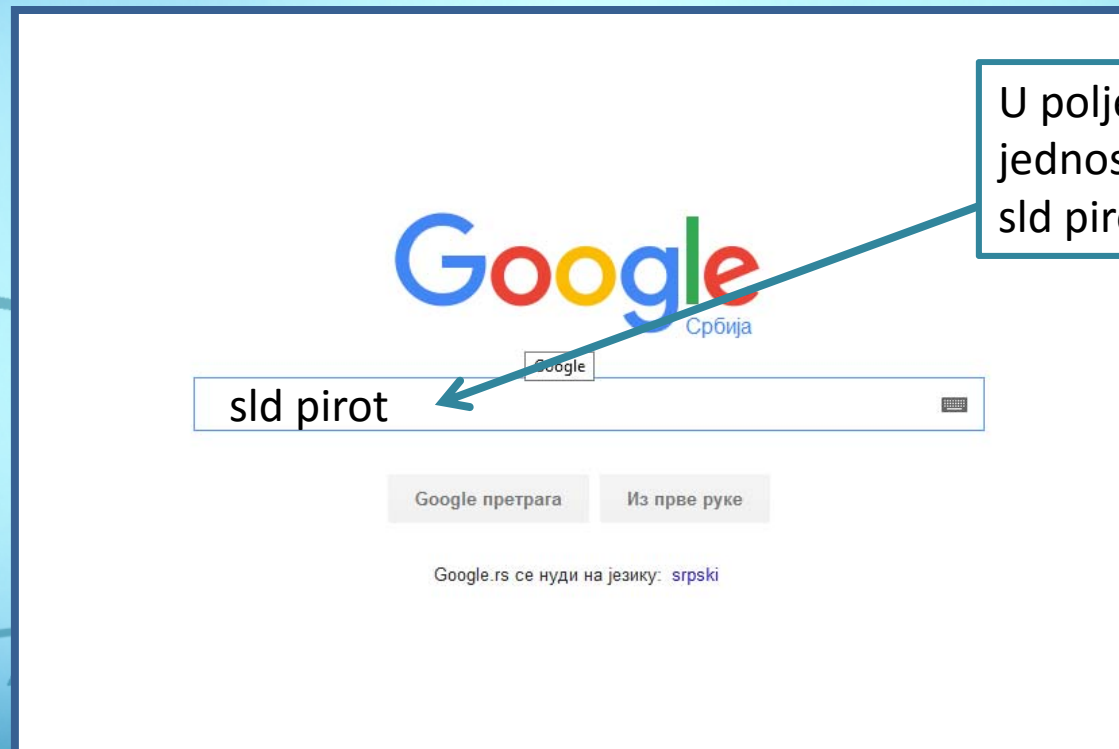 U polj
jednos
sld pir
Google
Србија
Google
sld pirot
Google претрага
Из прве руке
Google.rs се нуди на језику: srpski